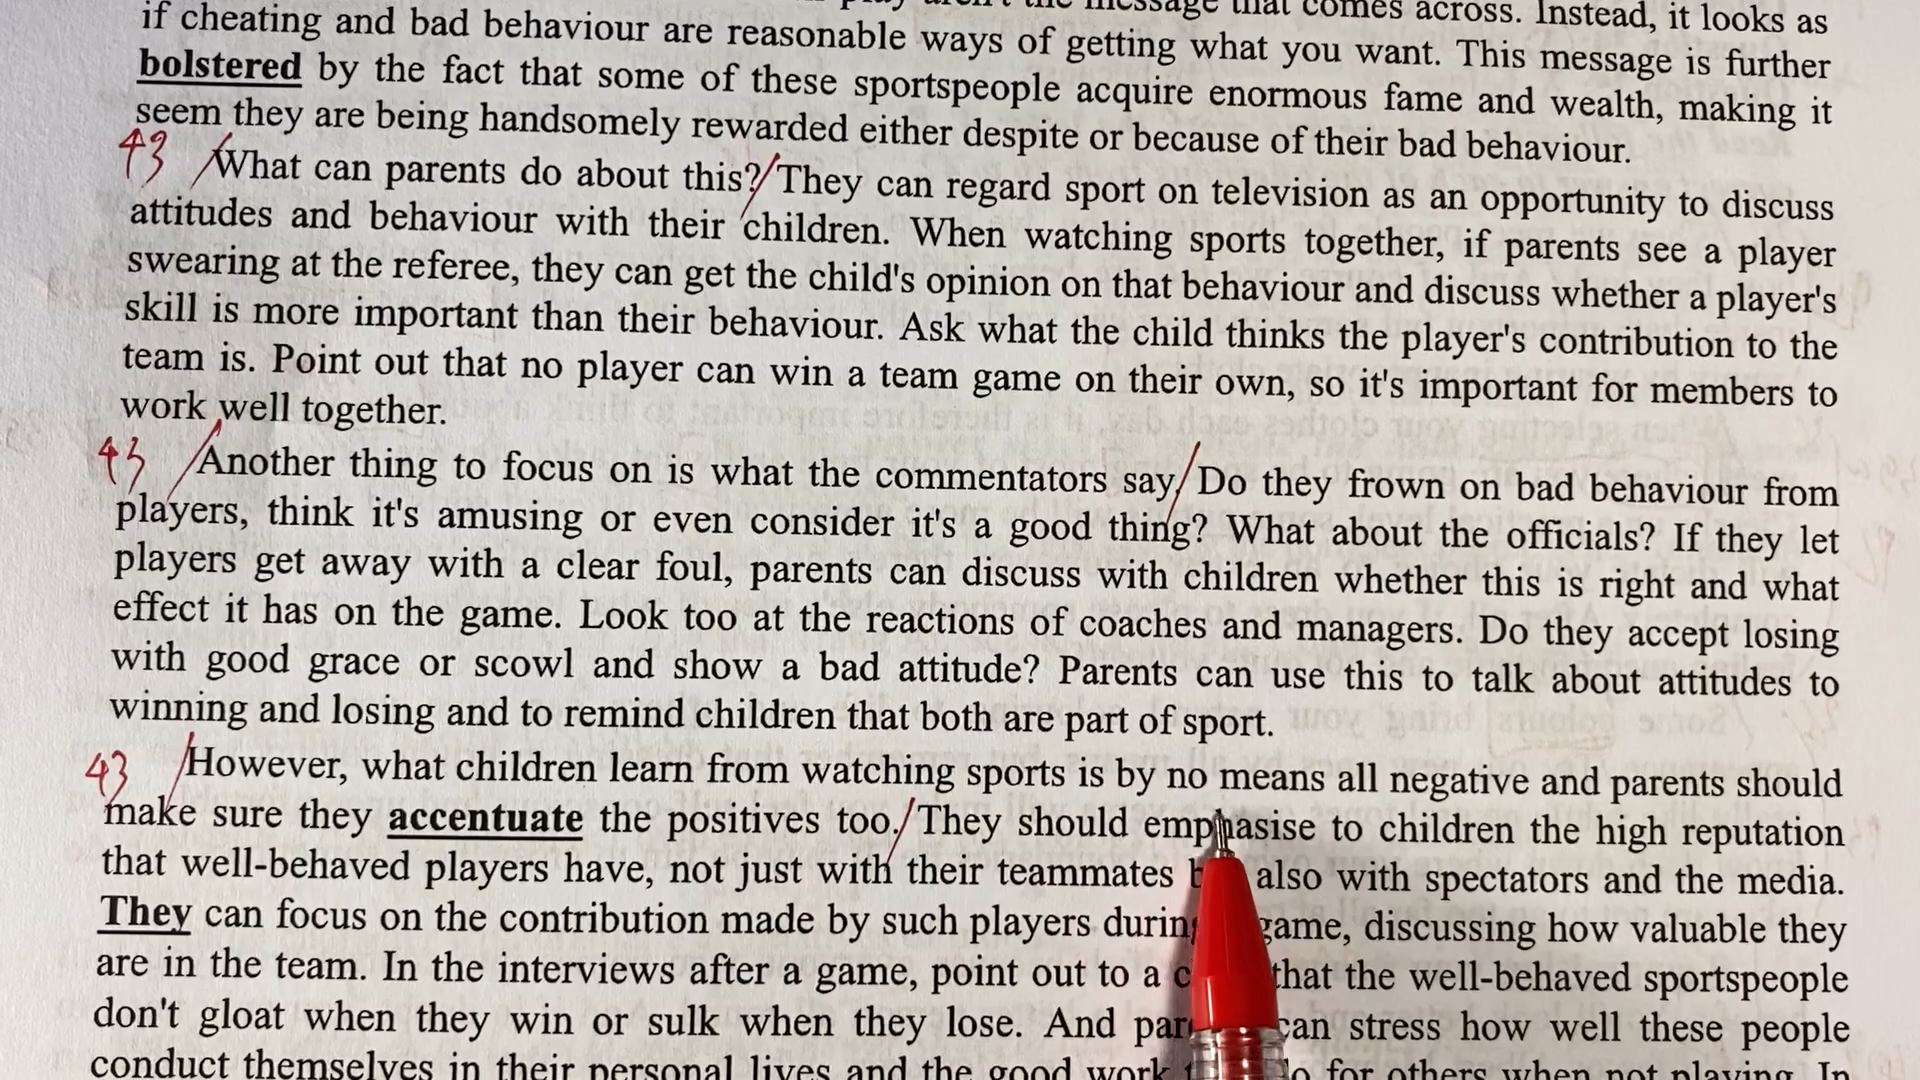 play aren't the message that comes across. Instead, it looks as
if cheating and bad behaviour are reasonable ways of getting what you want. This message is further
bolstered by the fact that some of these sportspeople acquire enormous fame and wealth, making it
seem they are being handsomely rewarded either despite or because of their bad behaviour.
43 What can parents do about this? They can regard sport on television as an opportunity to discuss
attitudes and behaviour with their children. When watching sports together, if parents see a player
swearing at the referee, they can get the child's opinion on that behaviour and discuss whether a player's
skill is more important than their behaviour. Ask what the child thinks the player's contribution to the
team is. Point out that no player can win a team game on their own, so it's important for members to
work well together.
43 Another thing to focus on is what the commentators say. Do they frown on bad behaviour from
players, think it's amusing or even consider it's a good thing? What about the officials? If they let
players get away with a clear foul, parents can discuss with children whether this is right and what
effect it has on the game. Look too at the reactions of coaches and managers. Do they accept losing
with good grace or scowl and show a bad attitude? Parents can use this to talk about attitudes to
winning and losing and to remind children that both are part of sport.
43 However, what children learn from watching sports is by no means all negative and parents should
make sure they accentuate the positives too. They should emphasise to children the high reputation
that well-behaved players have, not just with their teammates also with spectators and the media.
They can focus on the contribution made by such players during game, discussing how valuable they
are in the team. In the interviews after a game, point out to a that the well-behaved sportspeople
don't gloat when they win or sulk when they lose. And can stress how well these people
conduct themselves in their personal lives and the good work for others when not playing. In